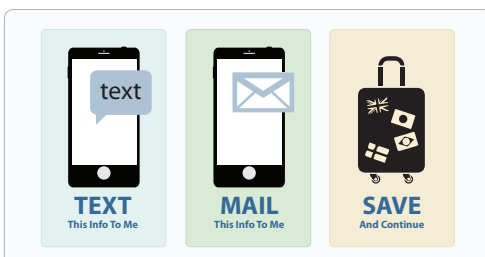 text
TEXT
This Info To Me
MAIL
This Info To Me
SAVE
And Continue